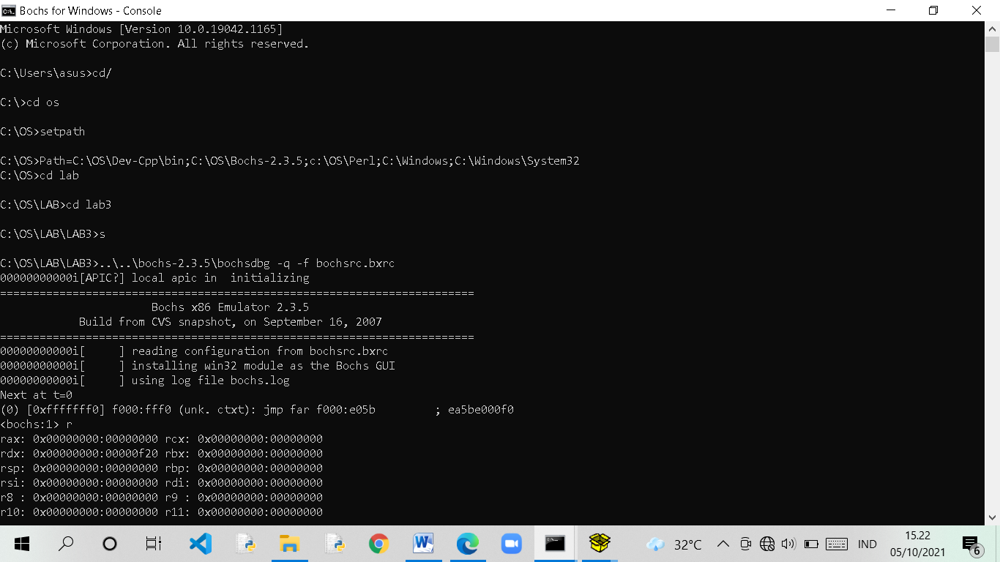 Bochs for Windows - Console
Microsoft Windows [Version 10.0.19042.1165]
(c) Microsoft Corporation. All rights reserved.
C:\Users\asus>cd/
C:\>cd os
C:\OS>setpath
C:\OS>Path=C:\OS\Dev-Cpp\bin;C:\OS\Bochs-2.3.5;c:\OS\Perl;C:\Windows;C:\Windows\System32
C:\OS>cd lab
C:\OS\LAB>cd lab3
C:\OS\LAB\LAB3>s
C:\OS\LAB\LAB3>..\..\bochs-2.3.5\bochsdbg -q -f bochsrc.bxrc
00000000000i[APIC?] local apic in  initializing
========================================================================
Bochs x86 Emulator 2.3.5
Build from CVS snapshot, on September 16, 2007
========================================================================
00000000000i[     ] reading configuration from bochsrc.bxrc
00000000000i[     ] installing win32 module as the Bochs GUI
00000000000i[     ] using log file bochs.log
Next at t=0
(0) [0xfffffff0] f000:fff0 (unk. ctxt): jmp far f000:e05b         ; ea5be000f0
<bochs:1> r
rax: 0x00000000:00000000 rcx: 0x00000000:00000000
rdx: 0x00000000:00000f20 rbx: 0x00000000:00000000
rsp: 0x00000000:00000000 rbp: 0x00000000:00000000
rsi: 0x00000000:00000000 rdi: 0x00000000:00000000
r8 : 0x00000000:00000000 r9 : 0x00000000:00000000
r10: 0x00000000:00000000 r11: 0x00000000:00000000
32°C
IND
15.22
05/10/2021
6